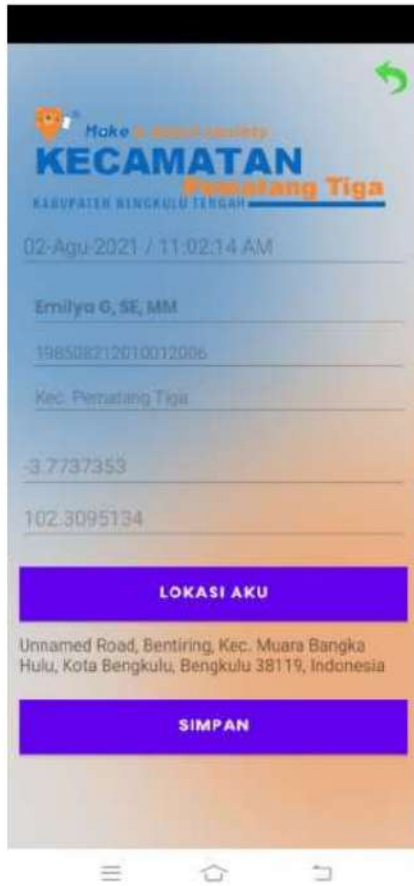 Make a smart society
KECAMATAN
Pematang Tiga
KABUPATEN BENGKULU TENGAH
02-Agu-2021 / 11:02:14 AM
Emilya G, SE, MM
198508212010012006
Kec. Pematang Tiga
-3.7737353
102.3095134
LOKASI AKU
Unnamed Road, Bentiring, Kec. Muara Bangka
Hulu, Kota Bengkulu, Bengkulu 38119, Indonesia
SIMPAN